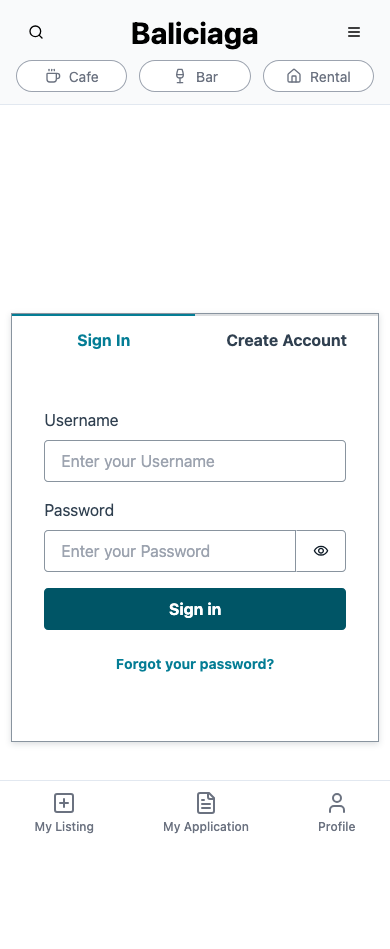 Baliciaga
Cafe
Bar
Rental
Sign In
Create Account
Username
Enter your Username
Password
Enter your Password
Sign in
Forgot your password?
My Listing
My Application
Profile